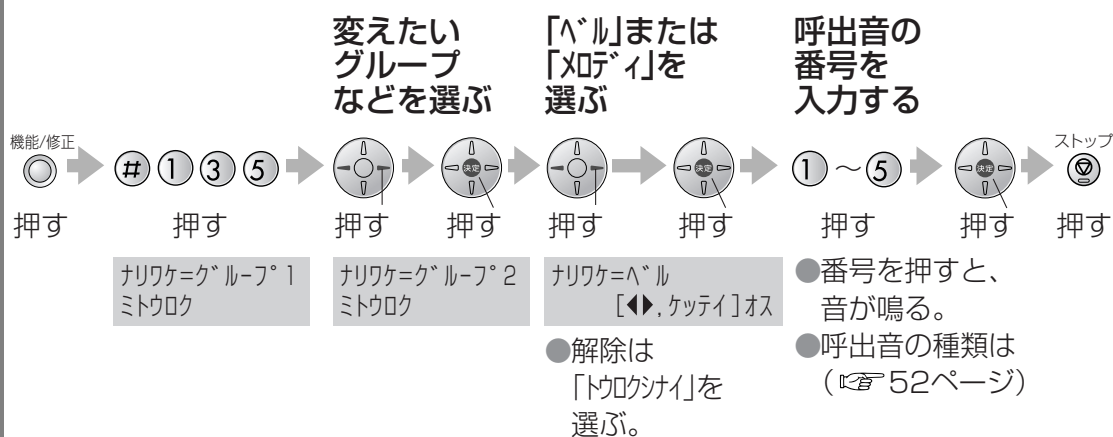 変えたい
グループ
などを選ぶ
「ﾍﾞﾙ」または
「ﾒﾛﾃﾞｨ」を
選ぶ
呼出音の
番号を
入力する
機能/修正
# 1 3 5
決定
決定
1 ～ 5
決定
ストップ
押す 押す 押す 押す 押す 押す 押す 押す 押す
ﾅﾘﾜｹ=ｸﾞﾙｰﾌﾟ1
ﾐﾄｳﾛｸ
ﾅﾘﾜｹ=ｸﾞﾙｰﾌﾟ2
ﾐﾄｳﾛｸ
ﾅﾘﾜｹ=ﾍﾞﾙ
[◀▶,ｹｯﾃｲ]ｵｽ
●解除は
「ﾄｳﾛｸｼﾅｲ」を
選ぶ。
●番号を押すと、
音が鳴る。
●呼出音の種類は
（☞52ページ）